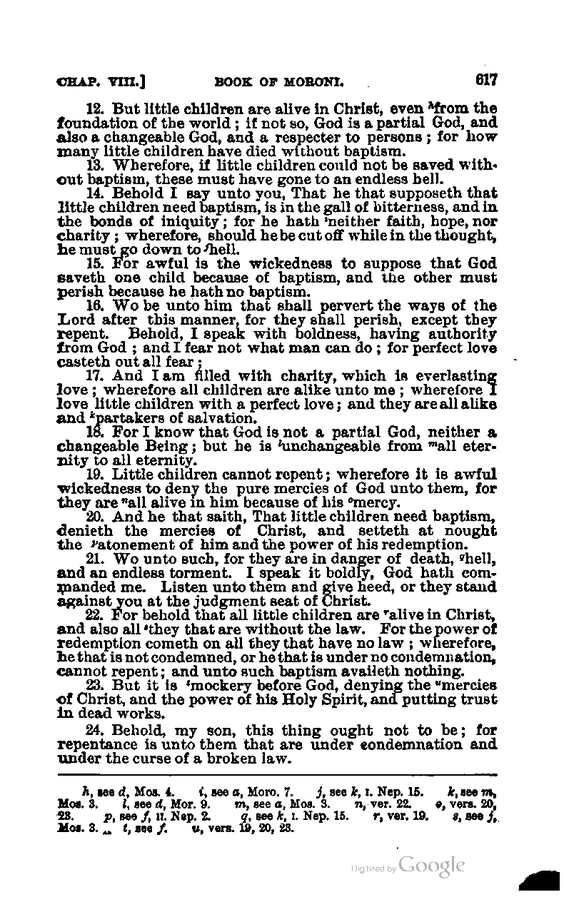 CHAP. VIII.] BOOK OF MORONI. 617
12. But little children are alive in Christ, even ʰfrom the
foundation of the world ; if not so, God is a partial God, and
also a changeable God, and a respecter to persons ; for how
many little children have died without baptism.
13. Wherefore, if little children could not be saved with-
out baptism, these must have gone to an endless hell.
14. Behold I say unto you, That he that supposeth that
little children need baptism, is in the gall of bitterness, and in
the bonds of iniquity ; for he hath ⁱneither faith, hope, nor
charity ; wherefore, should he be cut off while in the thought,
he must go down to ʲhell.
15. For awful is the wickedness to suppose that God
saveth one child because of baptism, and the other must
perish because he hath no baptism.
16. Wo be unto him that shall pervert the ways of the
Lord after this manner, for they shall perish, except they
repent. Behold, I speak with boldness, having authority
from God ; and I fear not what man can do ; for perfect love
casteth out all fear ;
17. And I am filled with charity, which is everlasting
love ; wherefore all children are alike unto me ; wherefore I
love little children with a perfect love ; and they are all alike
and ᵏpartakers of salvation.
18. For I know that God is not a partial God, neither a
changeable Being ; but he is ˡunchangeable from ᵐall eter-
nity to all eternity.
19. Little children cannot repent ; wherefore it is awful
wickedness to deny the pure mercies of God unto them, for
they are ⁿall alive in him because of his ᵒmercy.
20. And he that saith, That little children need baptism,
denieth the mercies of Christ, and setteth at nought
the ᵖatonement of him and the power of his redemption.
21. Wo unto such, for they are in danger of death, ᑫhell,
and an endless torment. I speak it boldly, God hath com-
manded me. Listen unto them and give heed, or they stand
against you at the judgment seat of Christ.
22. For behold that all little children are ʳalive in Christ,
and also all ˢthey that are without the law. For the power of
redemption cometh on all they that have no law ; wherefore,
he that is not condemned, or he that is under no condemnation,
cannot repent ; and unto such baptism availeth nothing.
23. But it is ᵗmockery before God, denying the ᵘmercies
of Christ, and the power of his Holy Spirit, and putting trust
in dead works.
24. Behold, my son, this thing ought not to be ; for
repentance is unto them that are under condemnation and
under the curse of a broken law.
h, see d, Mos. 4. i, see a, Moro. 7. j, see k, I. Nep. 15. k, see m,
Mos. 3. l, see d, Mor. 9. m, see a, Mos. 3. n, ver. 22. o, vers. 20,
23. p, see f, II. Nep. 2. q, see k, I. Nep. 15. r, ver. 19. s, see j,
Mos. 3. t, see f. u, vers. 19, 20, 23.
Digitized by Google